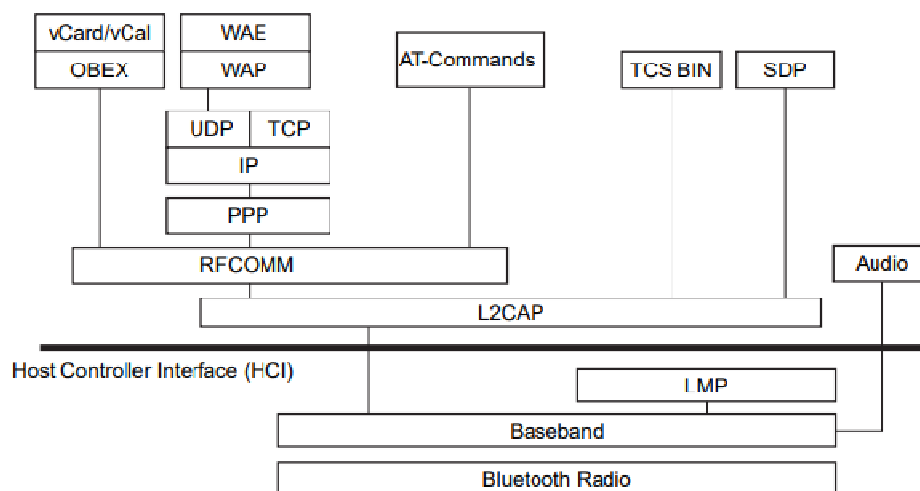 vCard/vCal
WAE
OBEX
WAP
AT-Commands
TCS BIN
SDP
UDP
TCP
IP
PPP
RFCOMM
Audio
L2CAP
Host Controller Interface (HCI)
LMP
Baseband
Bluetooth Radio